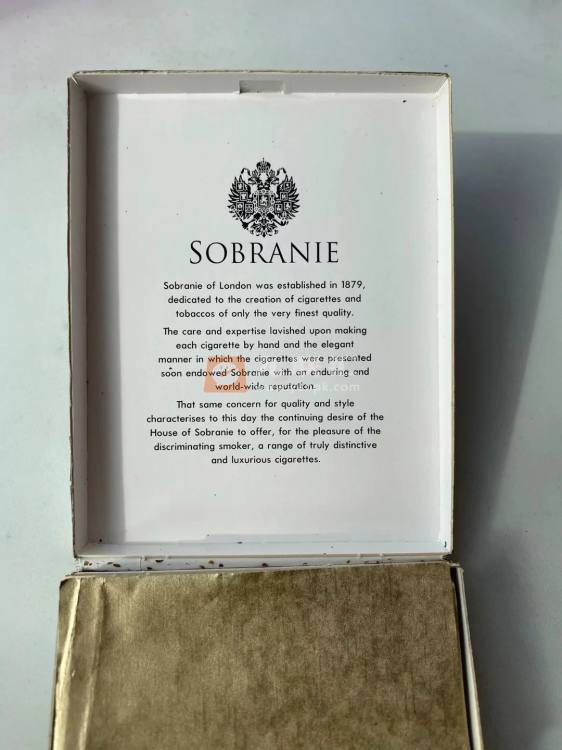 SOBRANIE
Sobranie of London was established in 1879,
dedicated to the creation of cigarettes and
tobaccos of only the very finest quality.
The care and expertise lavished upon making
each cigarette by hand and the elegant
manner in which the cigarettes were presented
soon endowed Sobranie with an enduring and
world-wide reputation.
That same concern for quality and style
characterises to this day the continuing desire of the
House of Sobranie to offer, for the pleasure of the
discriminating smoker, a range of truly distinctive
and luxurious cigarettes.